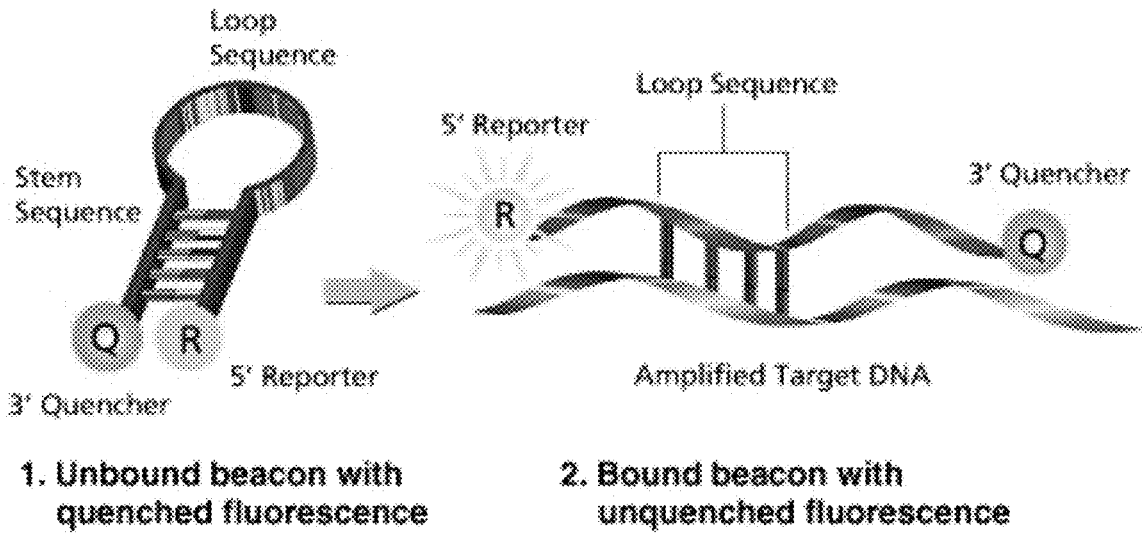 Loop
Sequence
Stem
Sequence
Q
R
5' Reporter
3' Quencher
Loop Sequence
5' Reporter
R
3' Quencher
Q
Amplified Target DNA
1. Unbound beacon with
quenched fluorescence
2. Bound beacon with
unquenched fluorescence